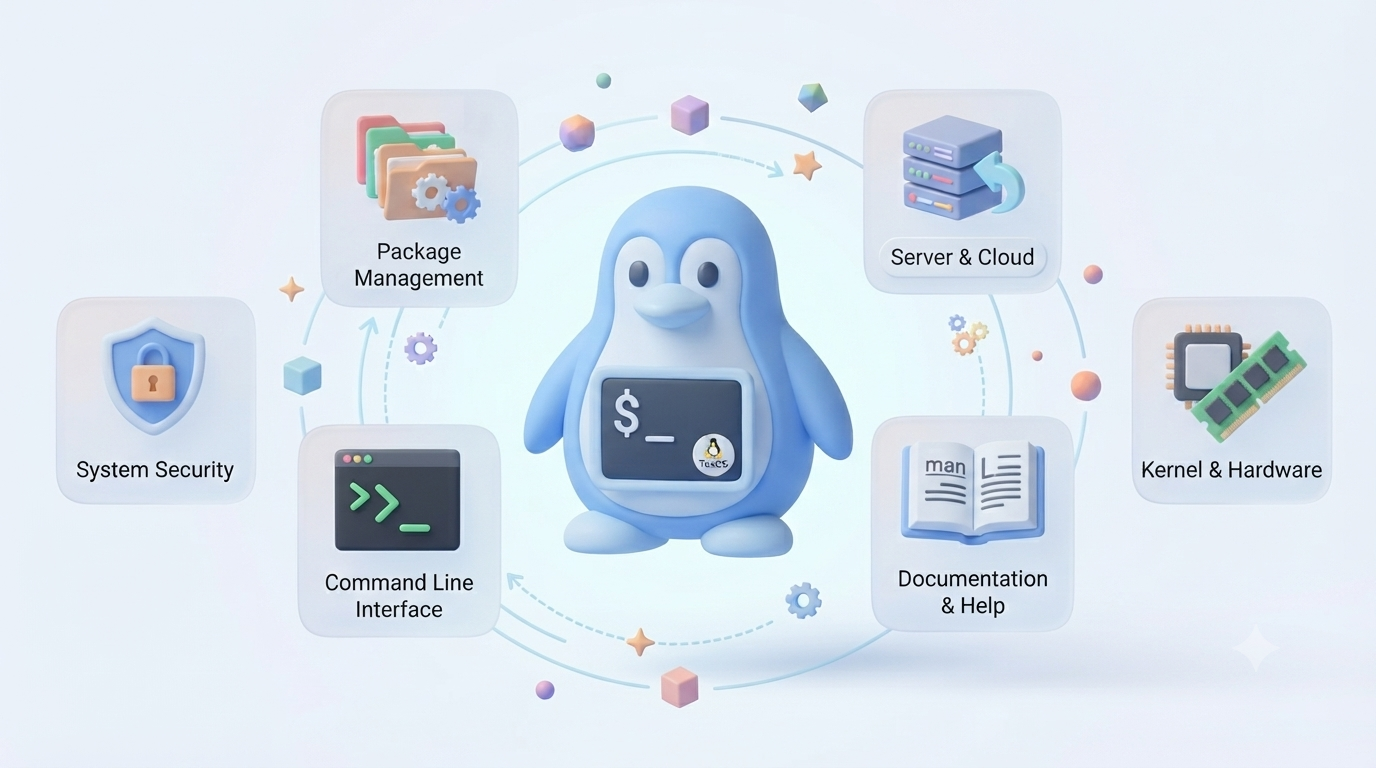 Package
Management
Server & Cloud
System Security
$_
>>_
man
Kernel & Hardware
Command Line
Interface
Documentation
& Help